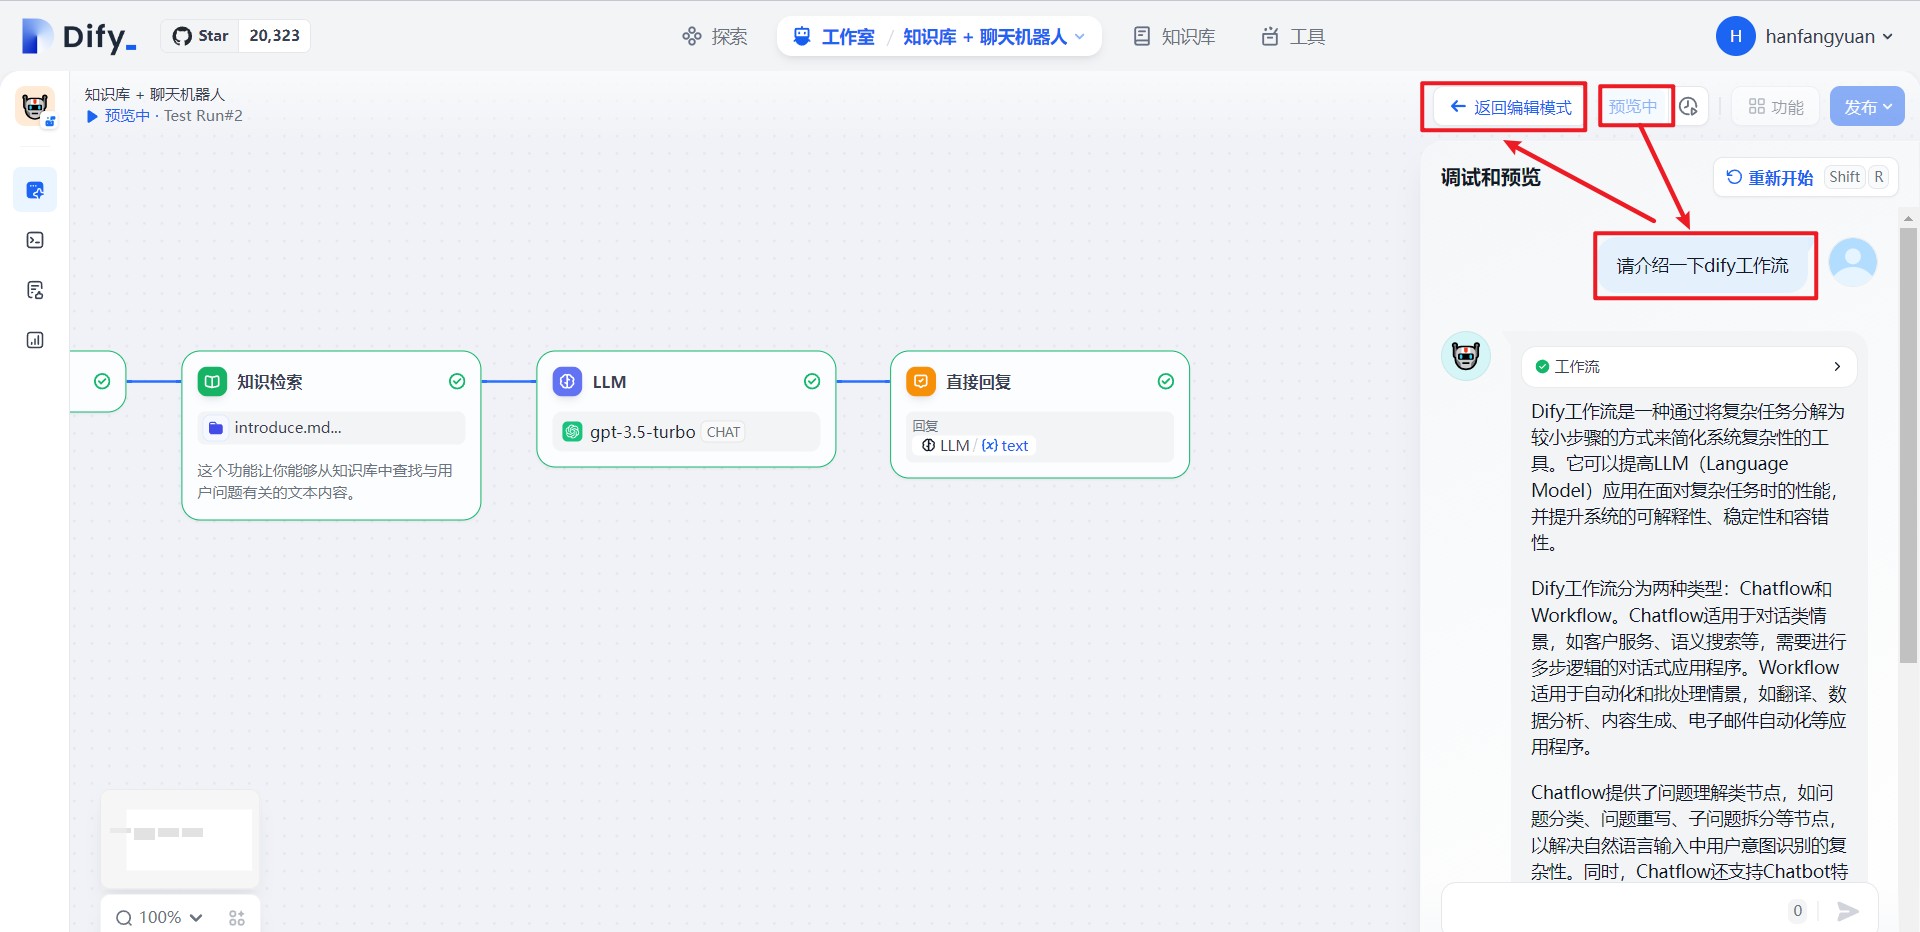 Dify_
Star 20,323
探索
工作室 / 知识库 + 聊天机器人
知识库
工具
H hanfangyuan
知识库 + 聊天机器人
预览中 · Test Run#2
返回编辑模式
预览中
功能
发布
调试和预览
重新开始 Shift R
请介绍一下dify工作流
知识检索
introduce.md...
这个功能让你能够从知识库中查找与用
户问题有关的文本内容。
LLM
gpt-3.5-turbo CHAT
直接回复
回复
LLM / {x} text
工作流
Dify工作流是一种通过将复杂任务分解为
较小步骤的方式来简化系统复杂性的工
具。它可以提高LLM（Language
Model）应用在面对复杂任务时的性能，
并提升系统的可解释性、稳定性和容错
性。
Dify工作流分为两种类型：Chatflow和
Workflow。Chatflow适用于对话类情
景，如客户服务、语义搜索等，需要进行
多步逻辑的对话式应用程序。Workflow
适用于自动化和批处理情景，如翻译、数
据分析、内容生成、电子邮件自动化等应
用程序。
Chatflow提供了问题理解类节点，如问
题分类、问题重写、子问题拆分等节点，
以解决自然语言输入中用户意图识别的复
杂性。同时，Chatflow还支持Chatbot特
0
100%